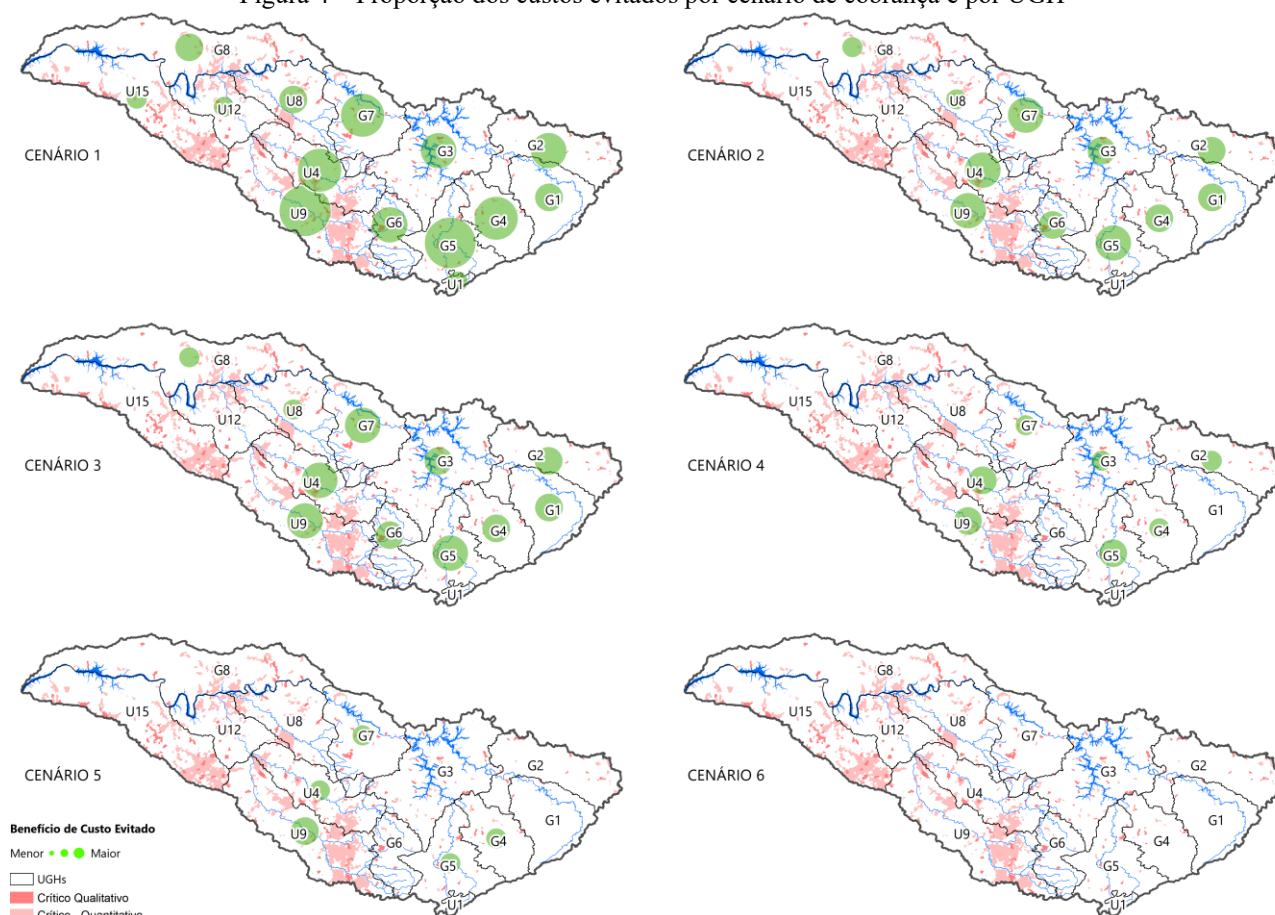 Figura 4 – Proporção dos custos evitados por cenário de cobrança e por UGH
G8
U15
U12
U8
G7
G3
G2
CENÁRIO 1
U4
G1
U9
G6
G4
G5
U1
G8
U15
U12
U8
G7
G3
G2
CENÁRIO 2
U4
G1
U9
G6
G4
G5
U1
G8
U15
U12
U8
G7
G3
G2
CENÁRIO 3
U4
G1
U9
G6
G4
G5
U1
G8
U15
U12
U8
G7
G3
G2
CENÁRIO 4
U4
G1
U9
G6
G4
G5
U1
G8
U15
U12
U8
G7
G3
G2
CENÁRIO 5
U4
G1
U9
G6
G4
G5
U1
Benefício de Custo Evitado
Menor Maior
UGHs
Crítico Qualitativo
Crítico - Quantitativo
G8
U15
U12
U8
G7
G3
G2
CENÁRIO 6
U4
G1
U9
G6
G4
G5
U1